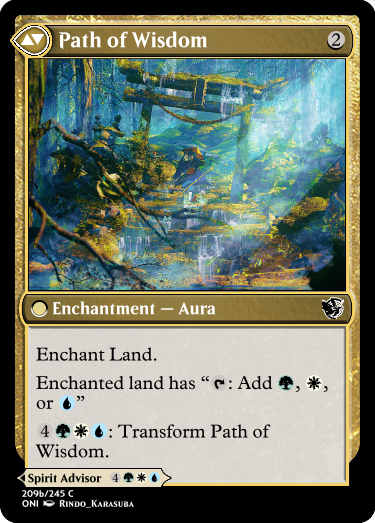 Path of Wisdom 2
Enchantment — Aura
Enchant Land.
Enchanted land has “: Add , ,
or ”
4 : Transform Path of
Wisdom.
Spirit Advisor 4
209b/245 C
ONI Rindo_Karasuba